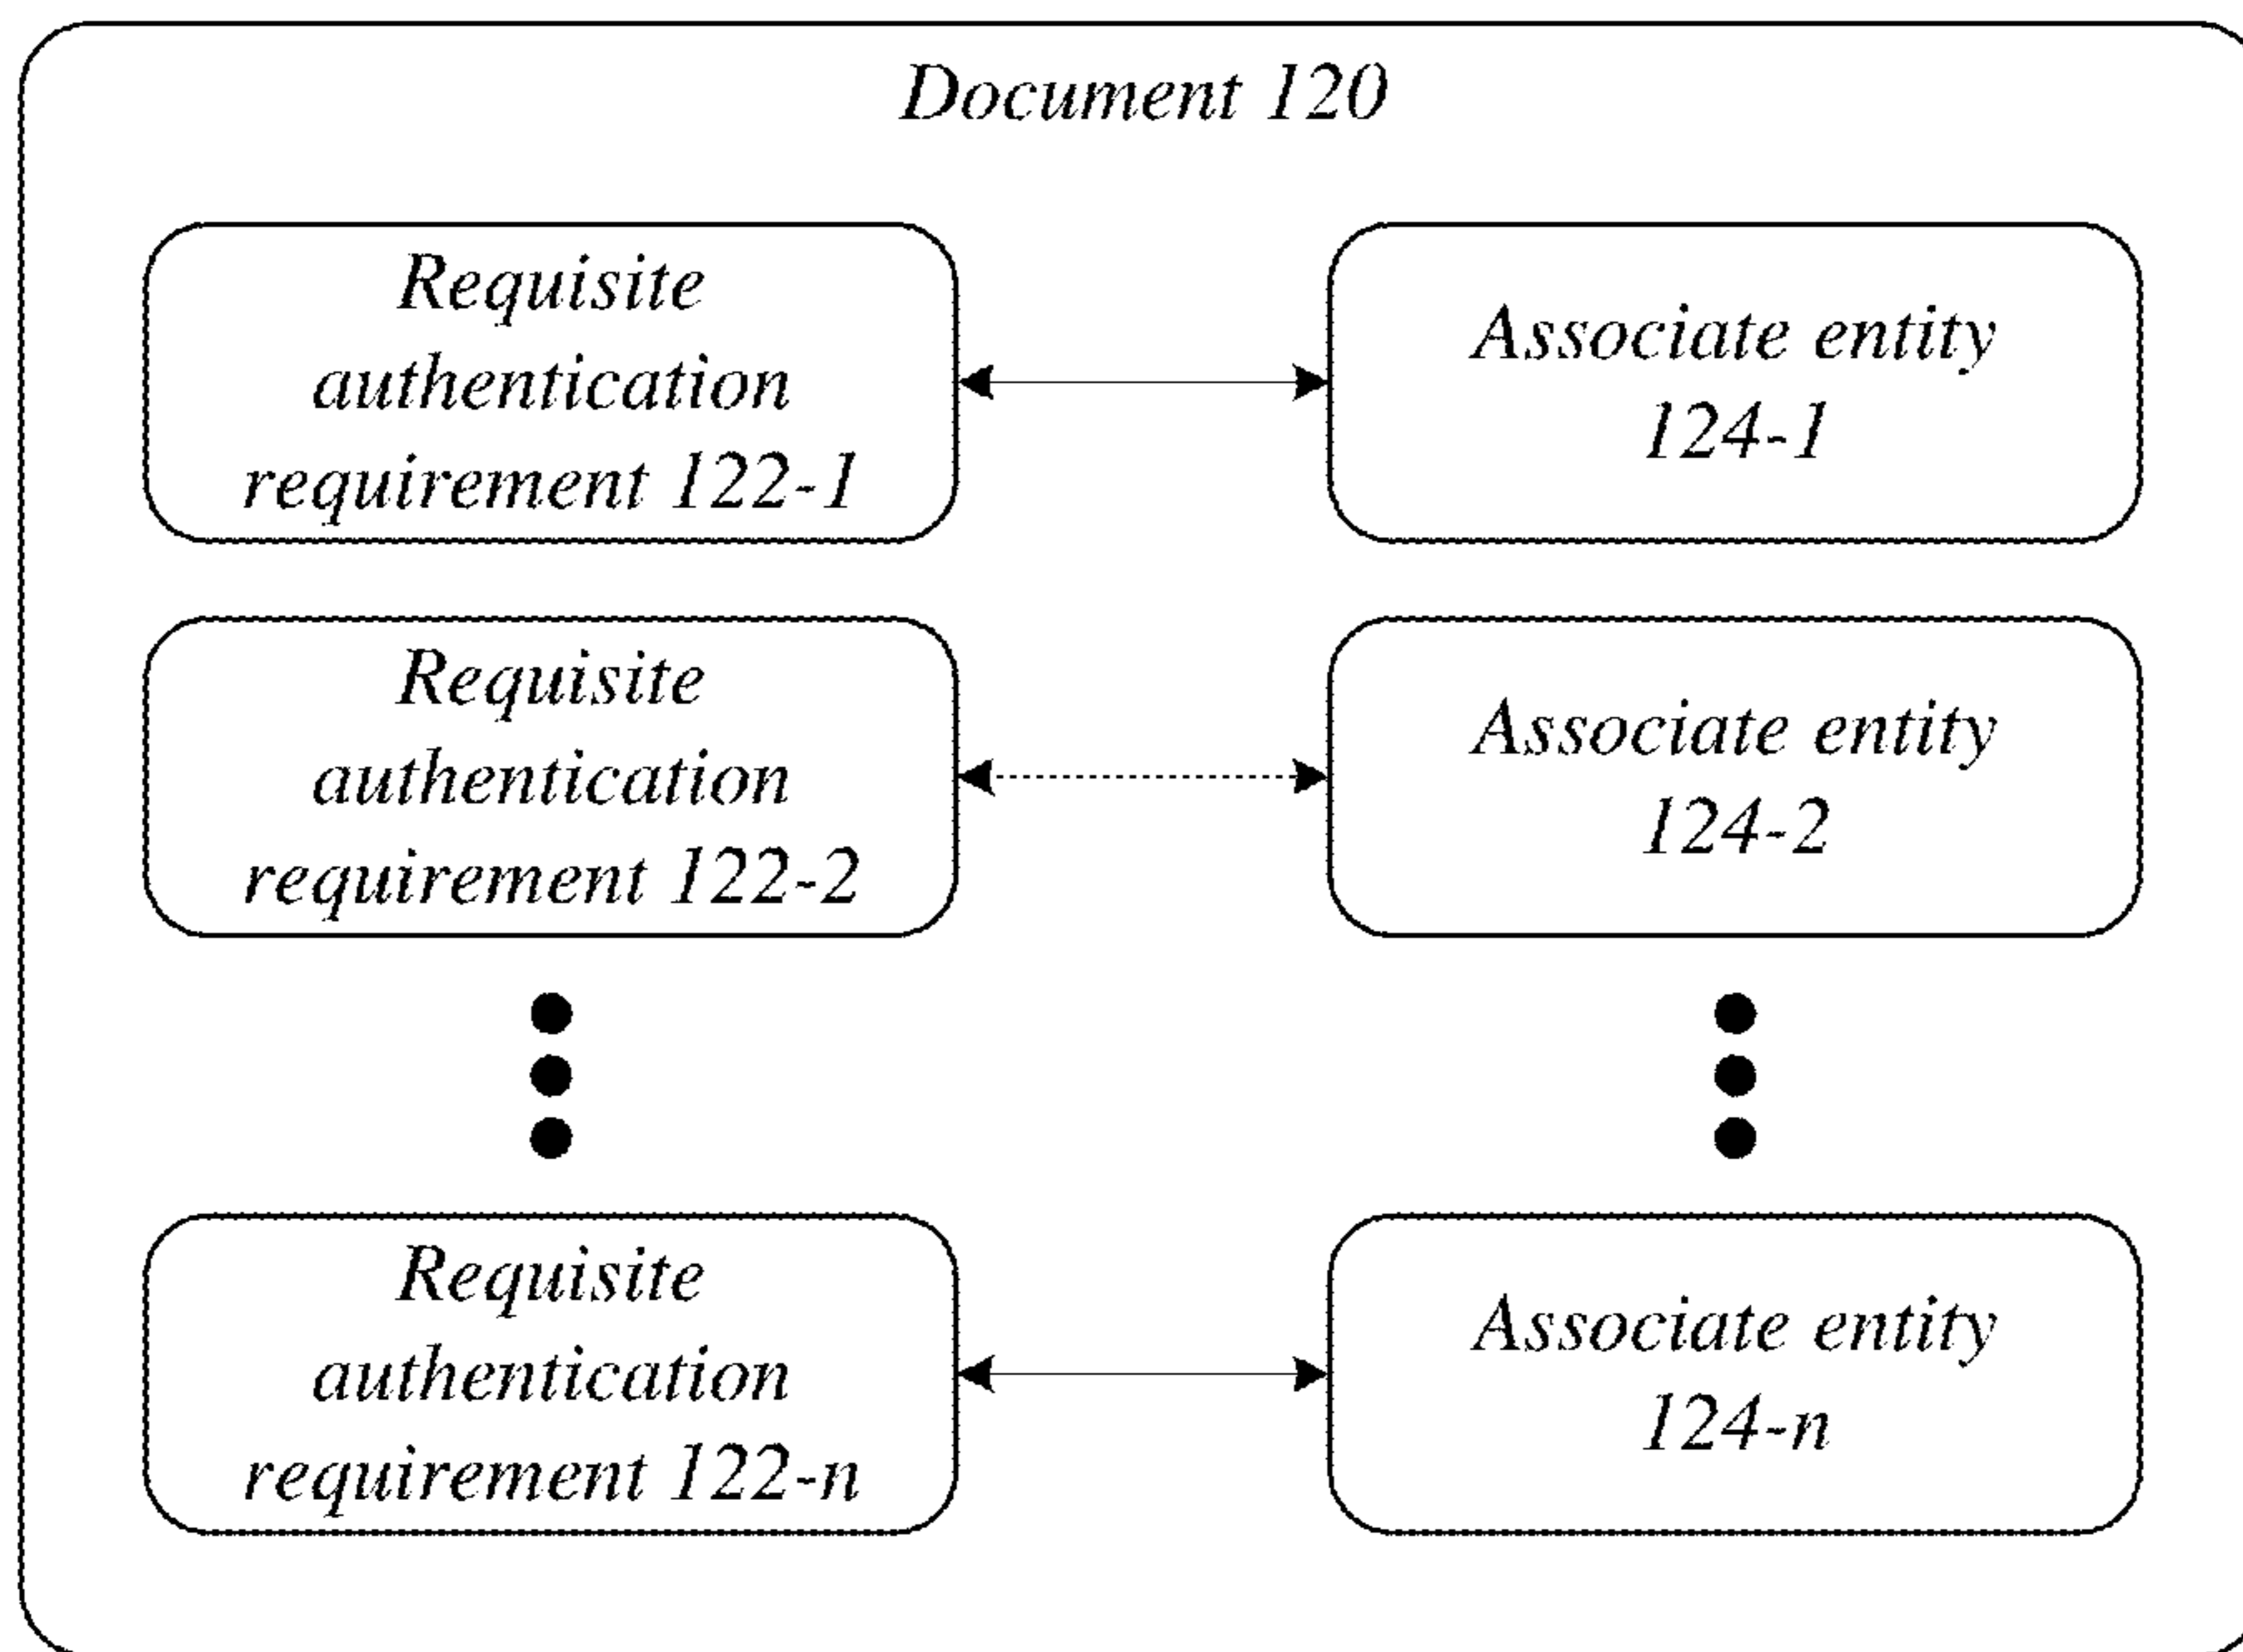 Document 120
Requisite
authentication
requirement 122-1
Associate entity
124-1
Requisite
authentication
requirement 122-2
Associate entity
124-2
Requisite
authentication
requirement 122-n
Associate entity
124-n